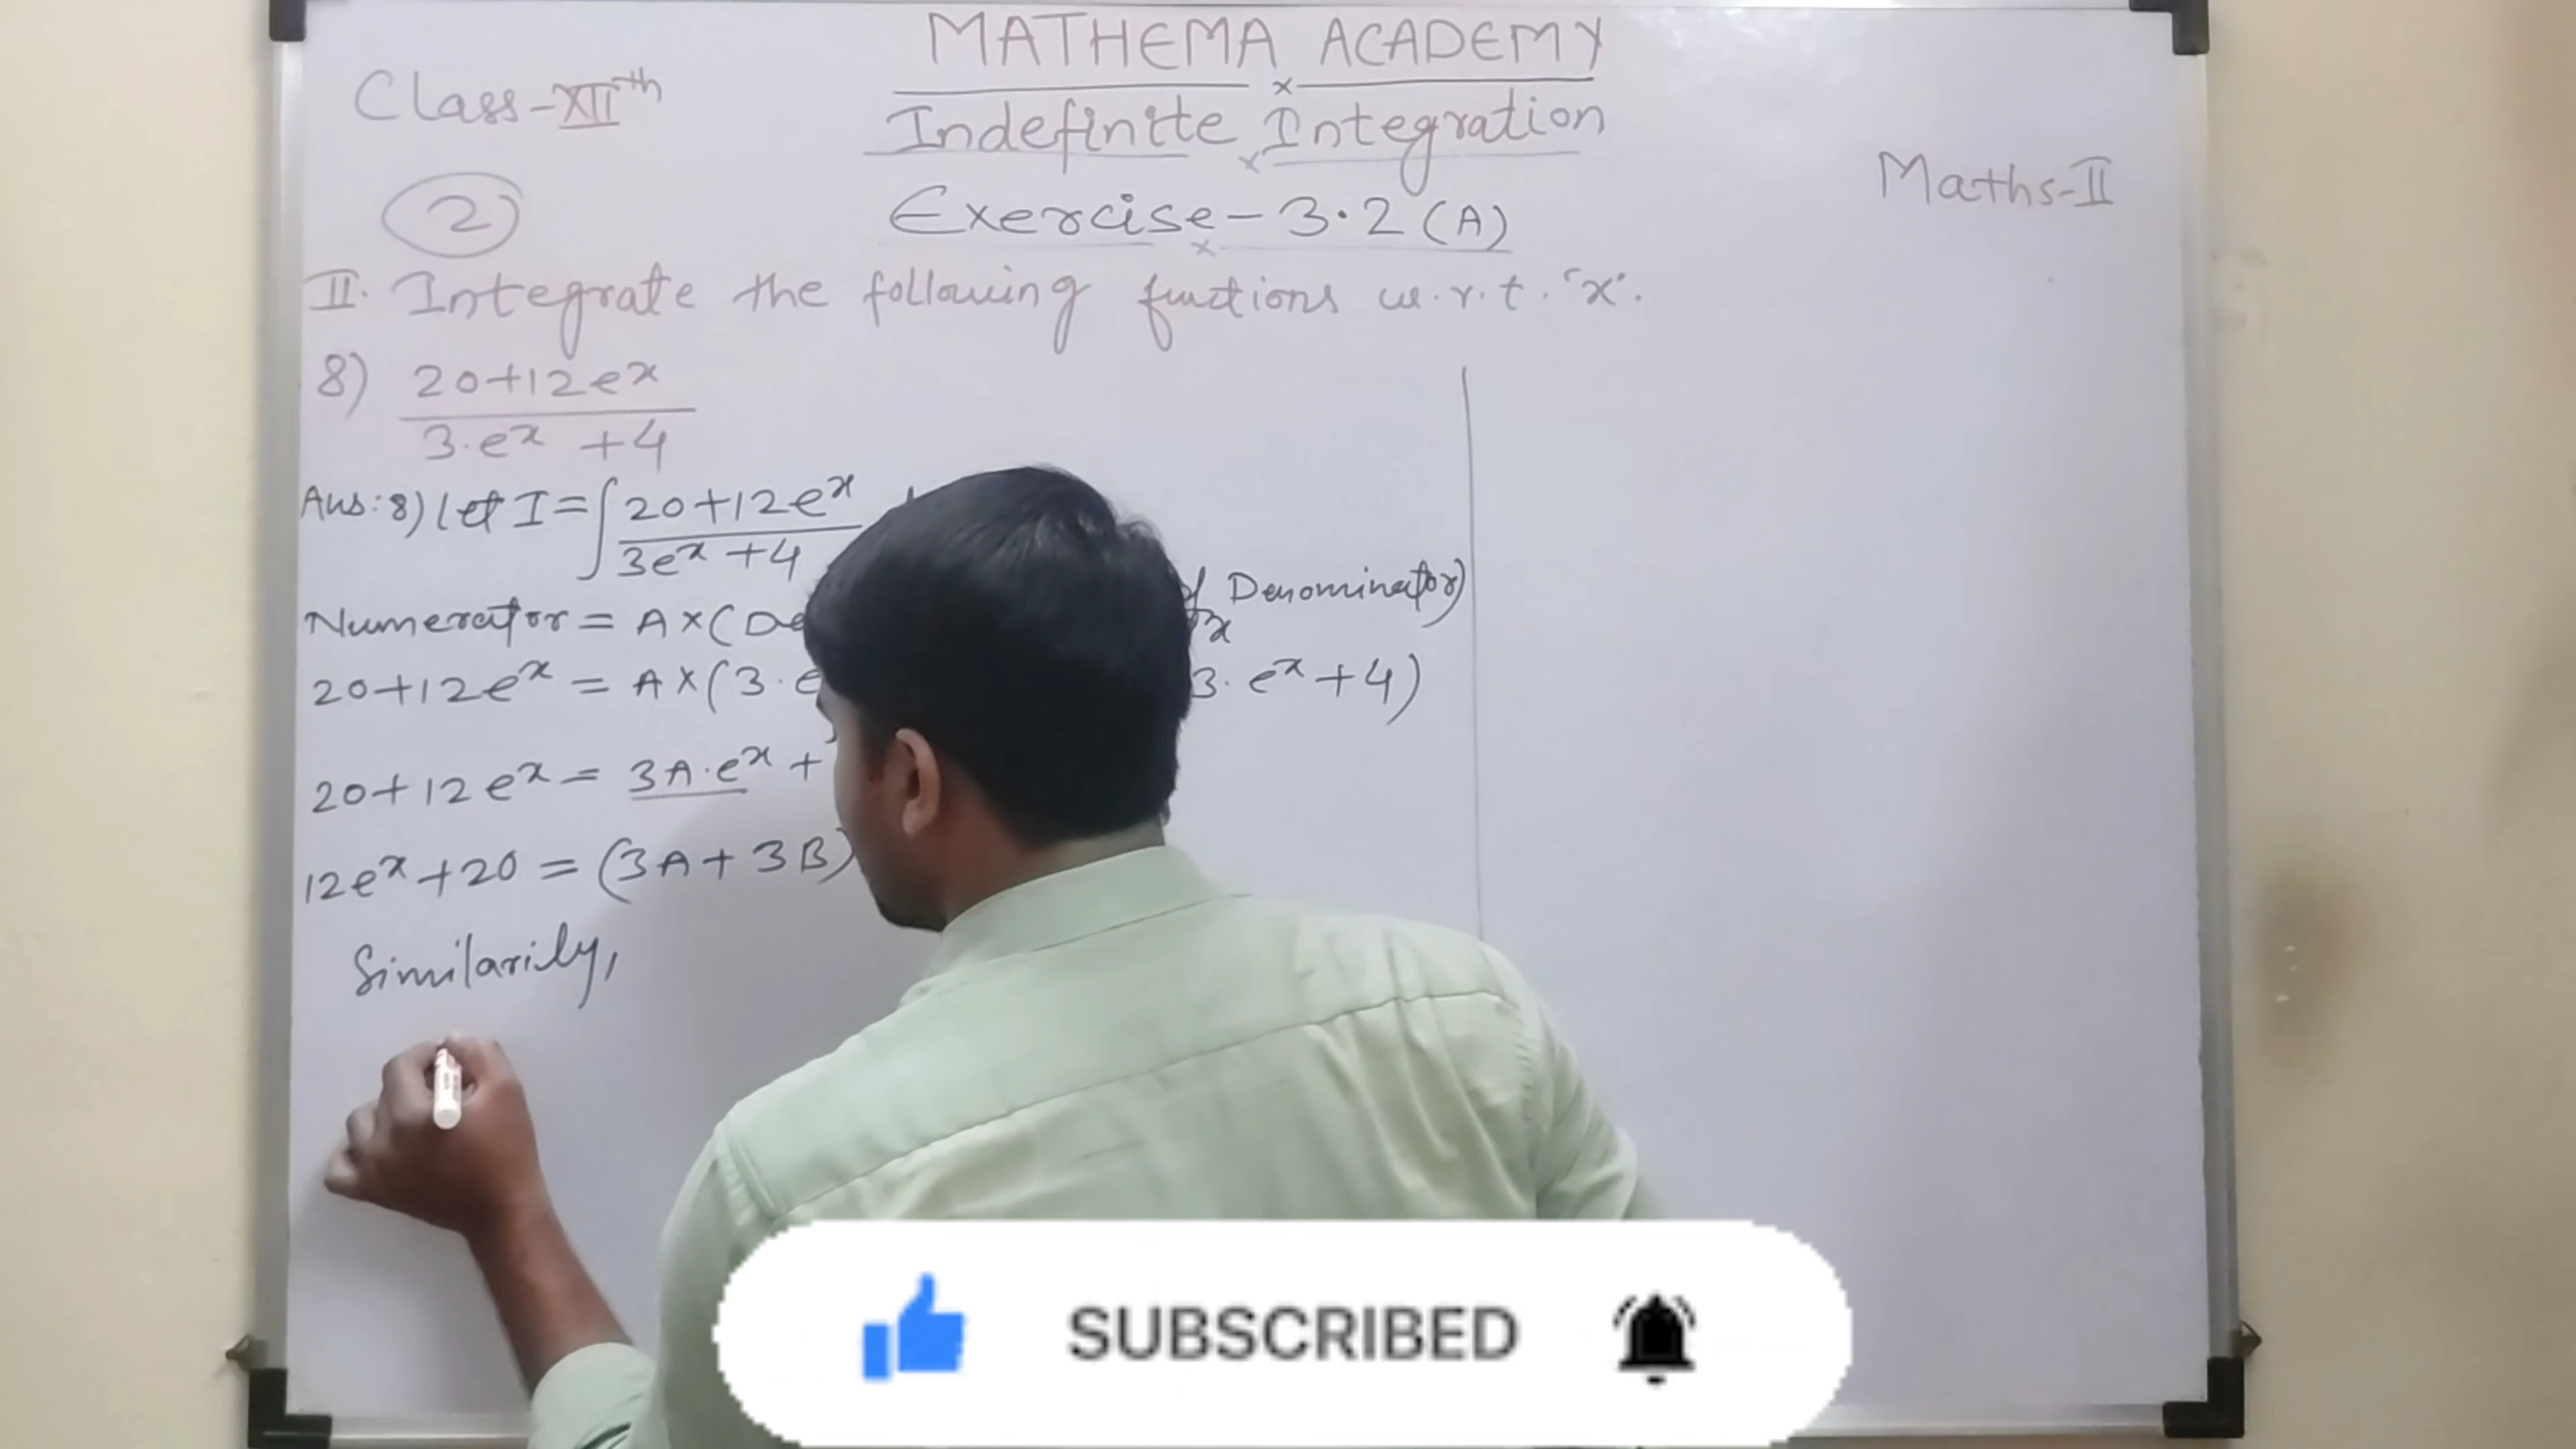 MATHEMA ACADEMY
Class-XIIth
Indefinite Integration
Maths-II
2
Exercise-3.2 (A)
II. Integrate the following functions w.r.t. 'x'.
8) 20+12e^x
3.e^x +4
Ans: 8) let I = ∫ 20+12e^x
3e^x +4
Numerator = A×( of Denominator)
x
20+12e^x = A×(3. 3. e^x +4)
20+12e^x = 3A.e^x +
12e^x+20 = (3A+3B)
Similarily,
SUBSCRIBED